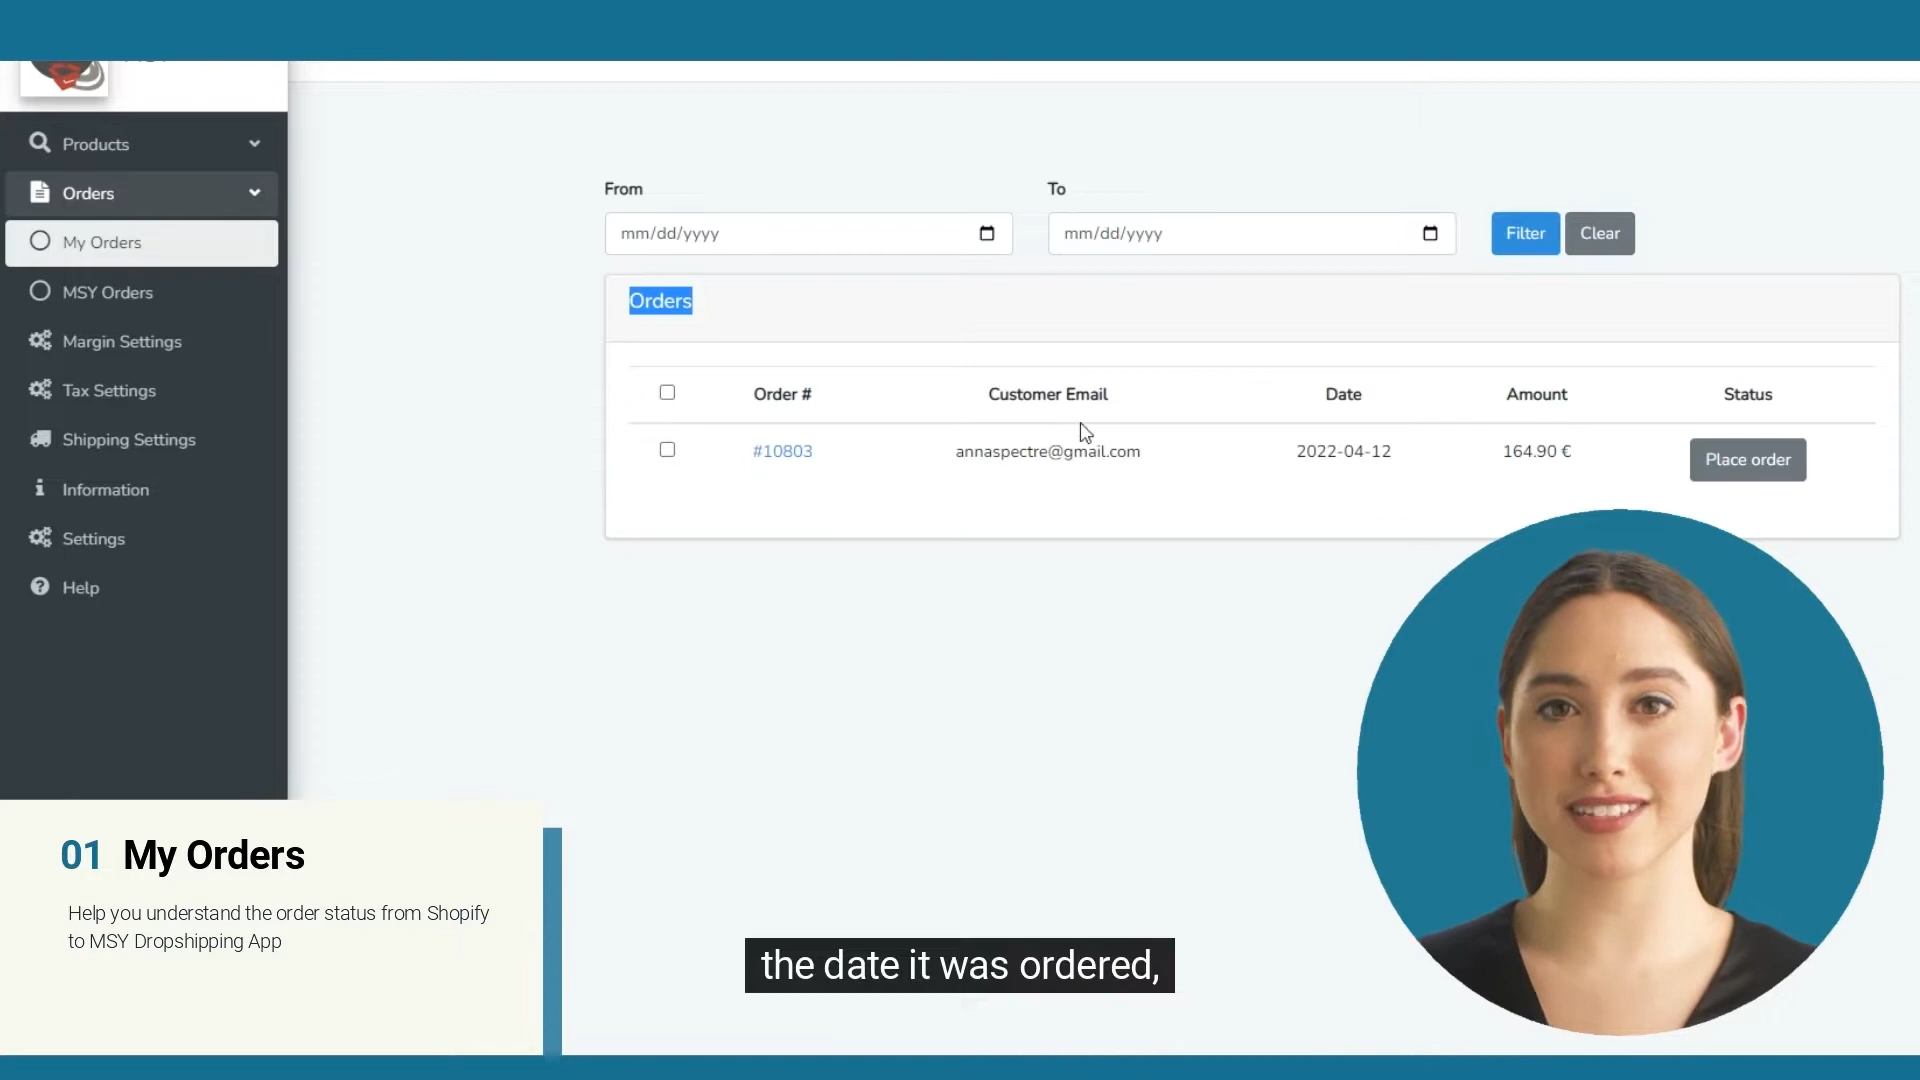 Products
Orders
My Orders
MSY Orders
Margin Settings
Tax Settings
Shipping Settings
Information
Settings
Help
From To
mm/dd/yyyy mm/dd/yyyy Filter Clear
Orders
Order # Customer Email Date Amount Status
#10803 annaspectre@gmail.com 2022-04-12 164.90 € Place order
01 My Orders
Help you understand the order status from Shopify
to MSY Dropshipping App
the date it was ordered,